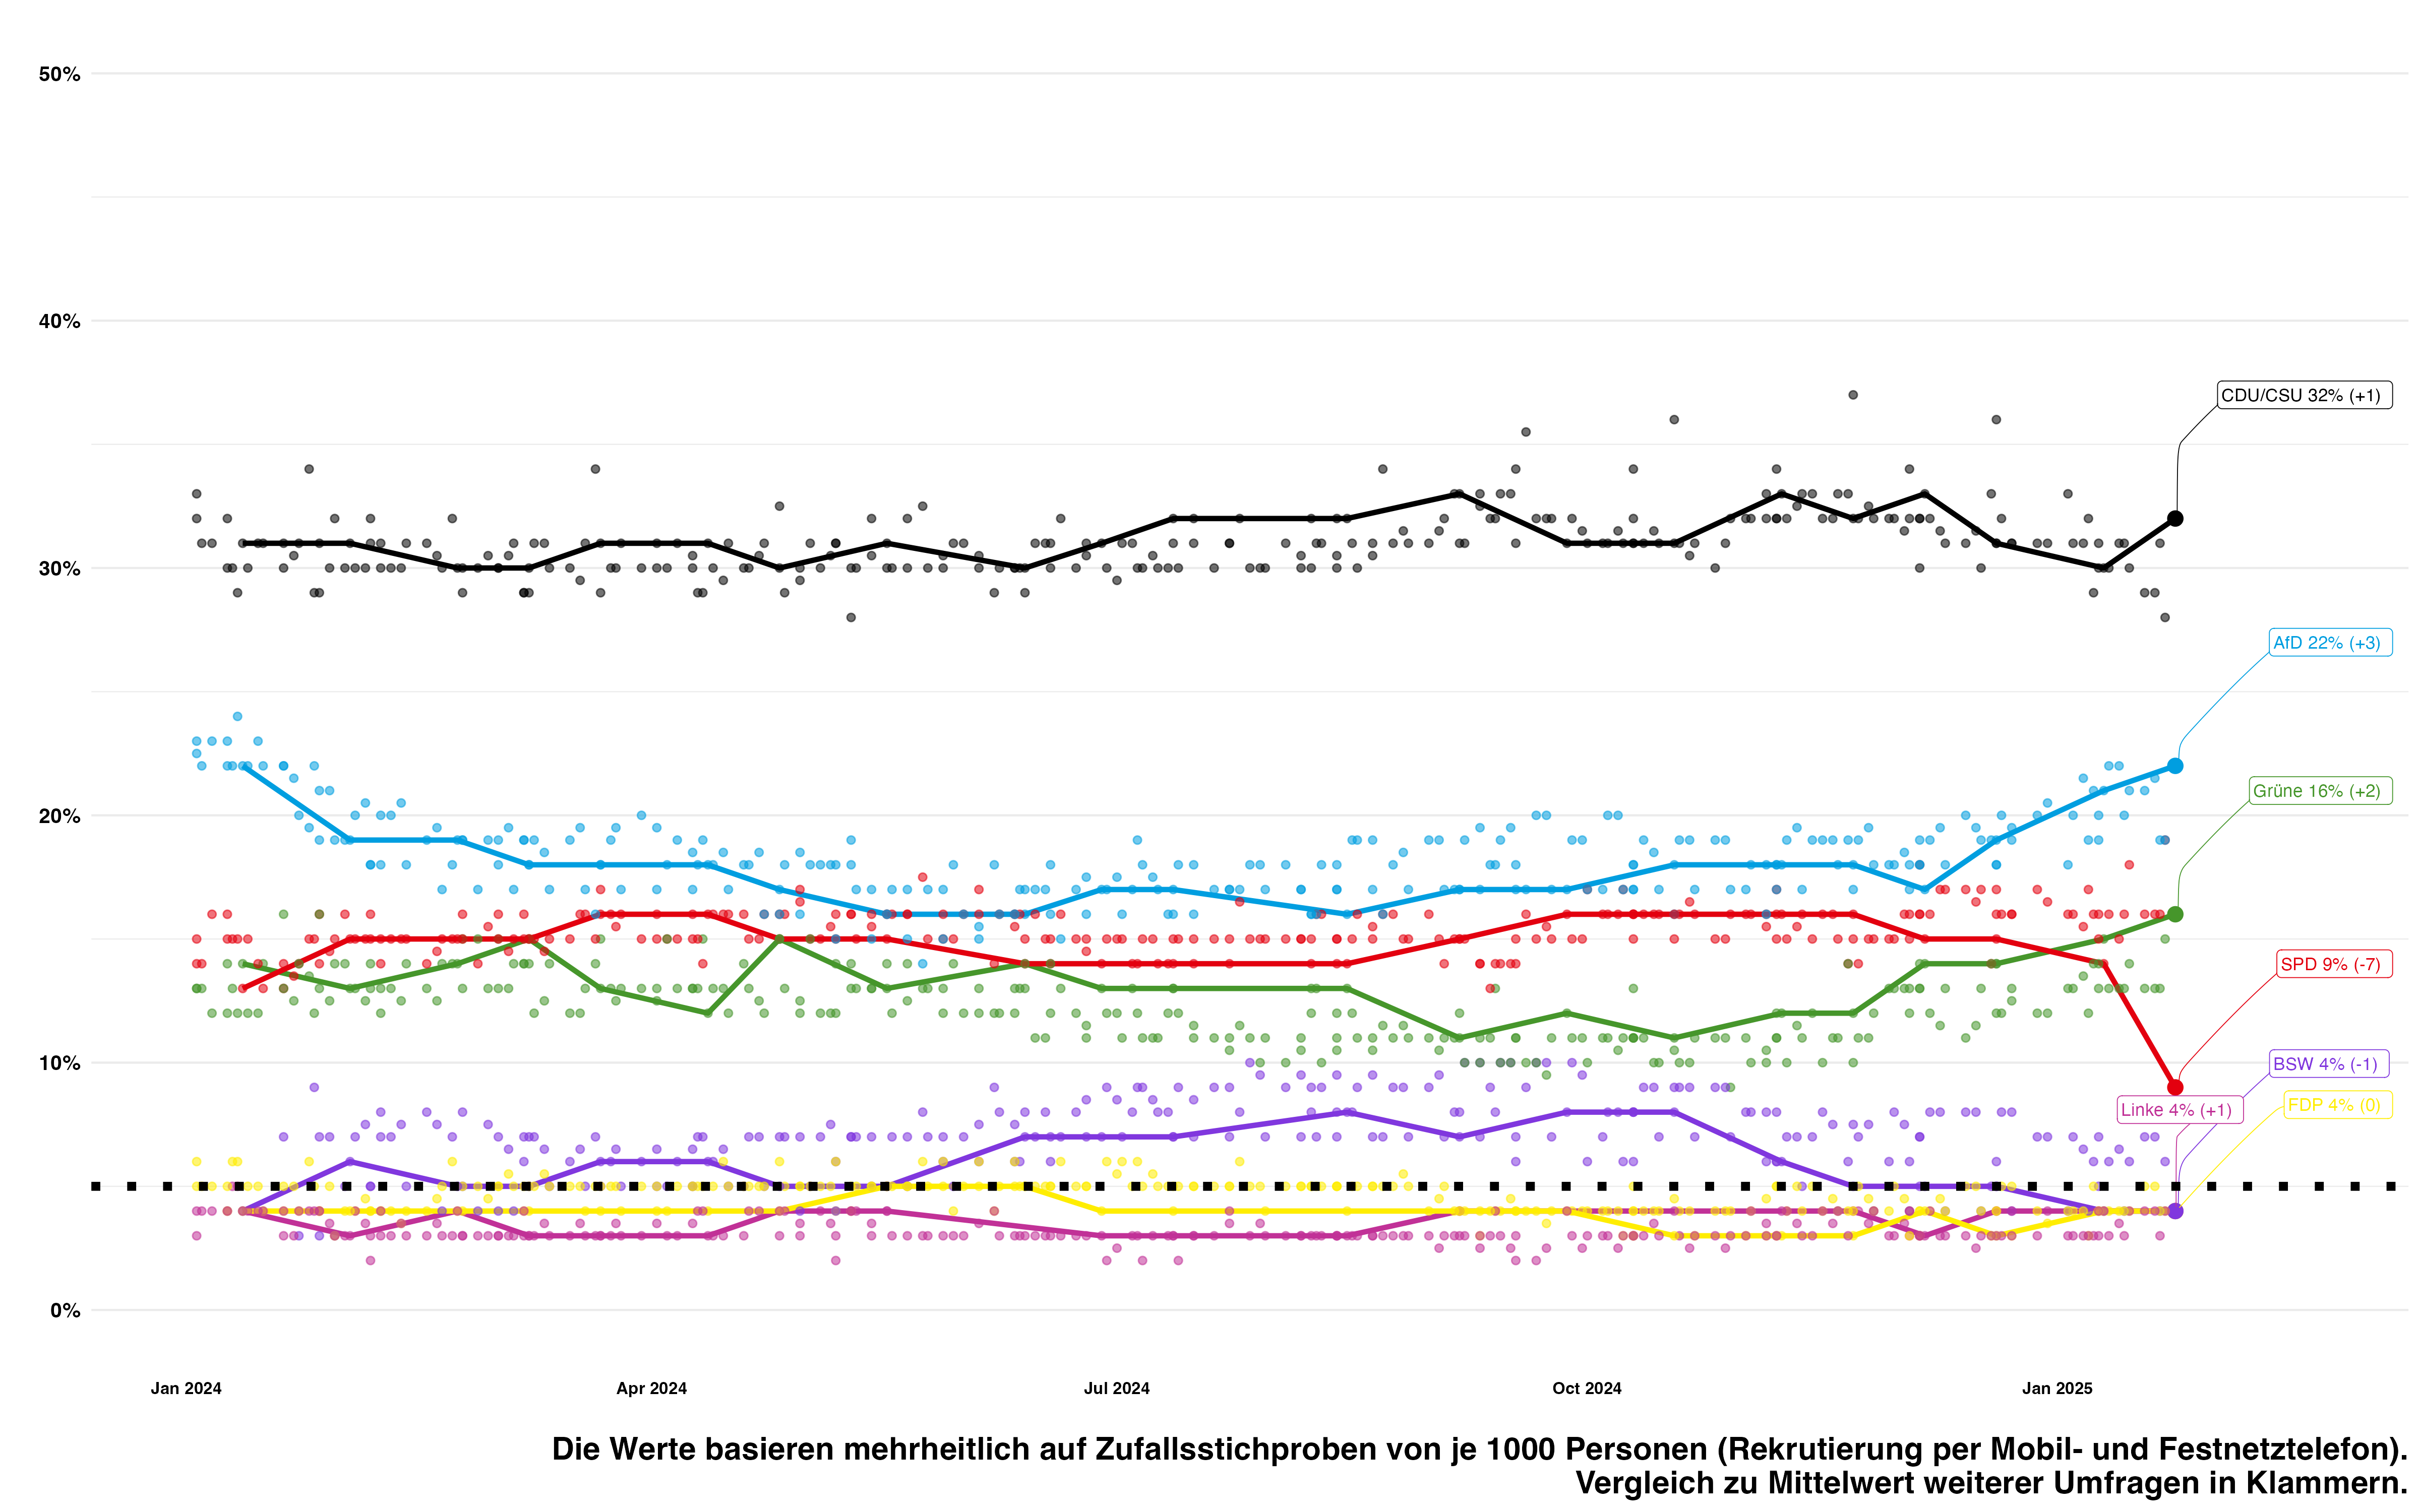 50%
40%
30%
20%
10%
0%
CDU/CSU 32% (+1)
AfD 22% (+3)
Grüne 16% (+2)
SPD 9% (-7)
BSW 4% (-1)
FDP 4% (0)
Linke 4% (+1)
Jan 2024
Apr 2024
Jul 2024
Oct 2024
Jan 2025
Die Werte basieren mehrheitlich auf Zufallsstichproben von je 1000 Personen (Rekrutierung per Mobil- und Festnetztelefon).
Vergleich zu Mittelwert weiterer Umfragen in Klammern.